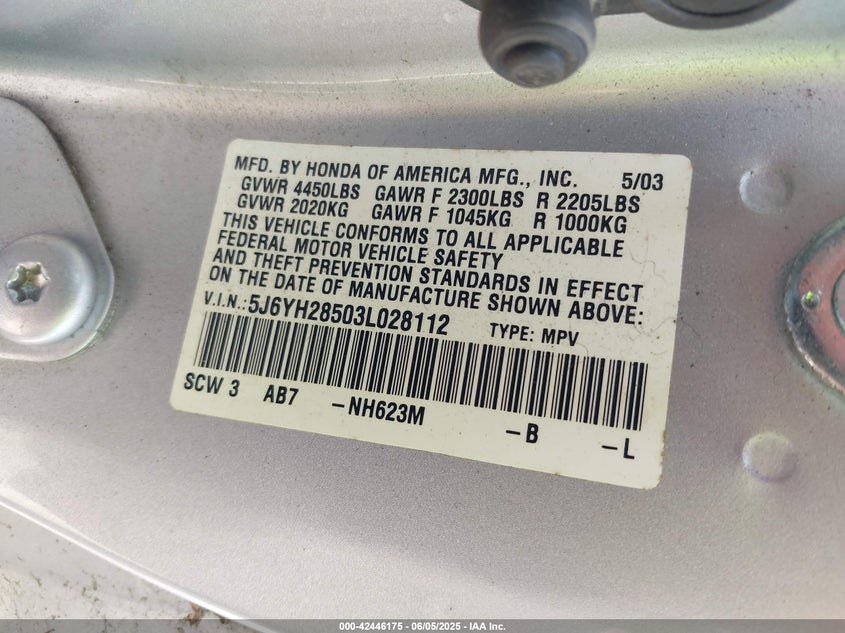 MFD. BY HONDA OF AMERICA MFG., INC. 5/03
GVWR 4450LBS GAWR F 2300LBS R 2205LBS
GVWR 2020KG GAWR F 1045KG R 1000KG
THIS VEHICLE CONFORMS TO ALL APPLICABLE
FEDERAL MOTOR VEHICLE SAFETY
AND THEFT PREVENTION STANDARDS IN EFFECT
ON THE DATE OF MANUFACTURE SHOWN ABOVE:
V.I.N.: 5J6YH28503L028112 TYPE: MPV
SCW 3 AB7 -NH623M -B -L
000-42446175 - 06/05/2025 - IAA Inc.